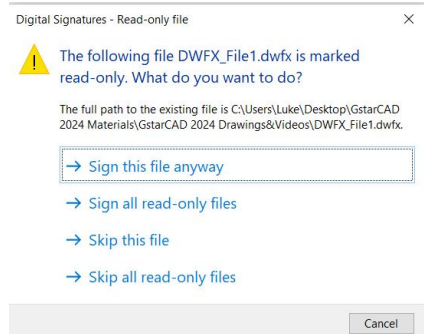 Digital Signatures - Read-only file
The following file DWFX_File1.dwfx is marked
read-only. What do you want to do?
The full path to the existing file is C:\Users\Luke\Desktop\GstarCAD
2024 Materials\GstarCAD 2024 Drawings&Videos\DWFX_File1.dwfx.
→ Sign this file anyway
→ Sign all read-only files
→ Skip this file
→ Skip all read-only files
Cancel